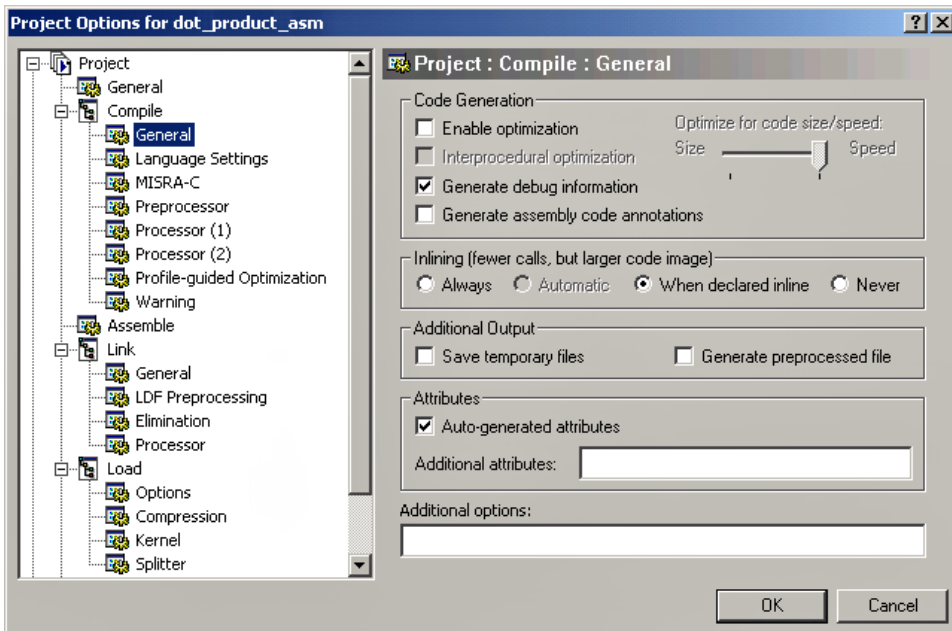 Project Options for dot_product_asm
Project
General
Compile
General
Language Settings
MISRA-C
Preprocessor
Processor (1)
Processor (2)
Profile-guided Optimization
Warning
Assemble
Link
General
LDF Preprocessing
Elimination
Processor
Load
Options
Compression
Kernel
Splitter
Project : Compile : General
Code Generation
Enable optimization
Optimize for code size/speed:
Interprocedural optimization
Size
Speed
Generate debug information
Generate assembly code annotations
Inlining (fewer calls, but larger code image)
Always Automatic When declared inline Never
Additional Output
Save temporary files Generate preprocessed file
Attributes
Auto-generated attributes
Additional attributes:
Additional options:
OK Cancel